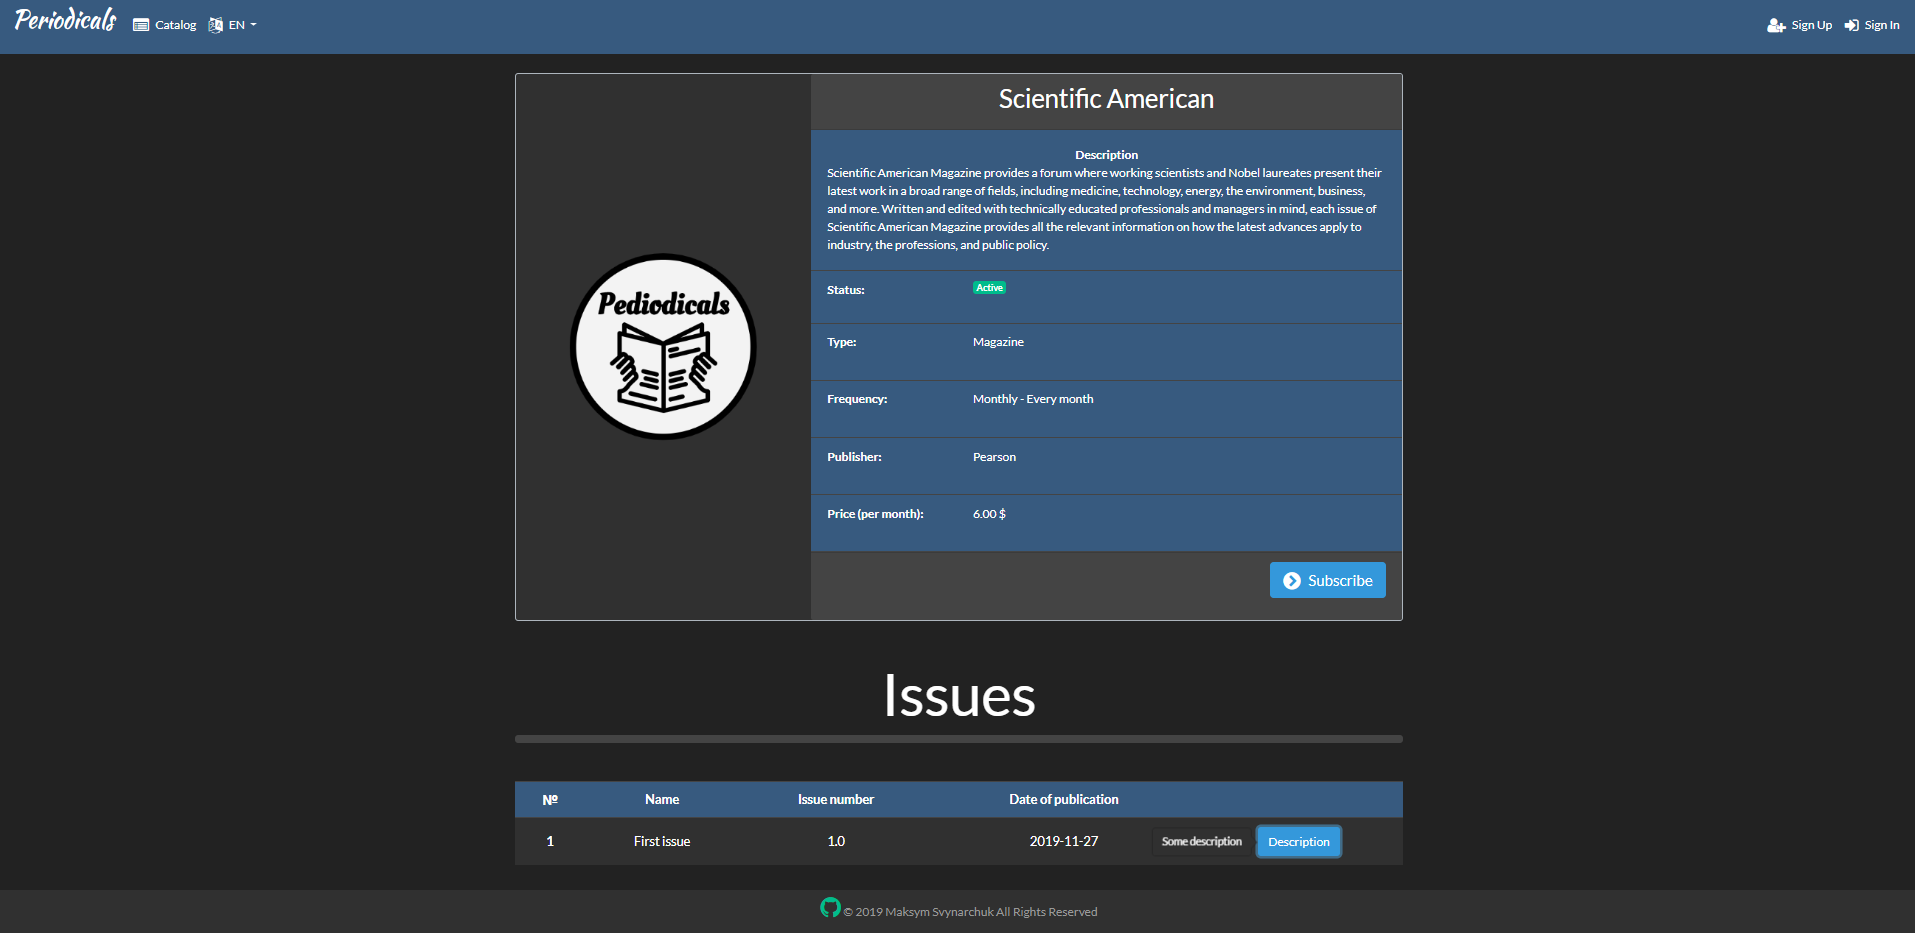 Periodicals Catalog EN Sign Up Sign In
Scientific American
Description
Scientific American Magazine provides a forum where working scientists and Nobel laureates present their
latest work in a broad range of fields, including medicine, technology, energy, the environment, business,
and more. Written and edited with technically educated professionals and managers in mind, each issue of
Scientific American Magazine provides all the relevant information on how the latest advances apply to
industry, the professions, and public policy.
Pediodicals
Status: Active
Type: Magazine
Frequency: Monthly - Every month
Publisher: Pearson
Price (per month): 6.00 $
Subscribe
Issues
№ Name Issue number Date of publication
1 First issue 1.0 2019-11-27 Some description Description
© 2019 Maksym Svynarchuk All Rights Reserved